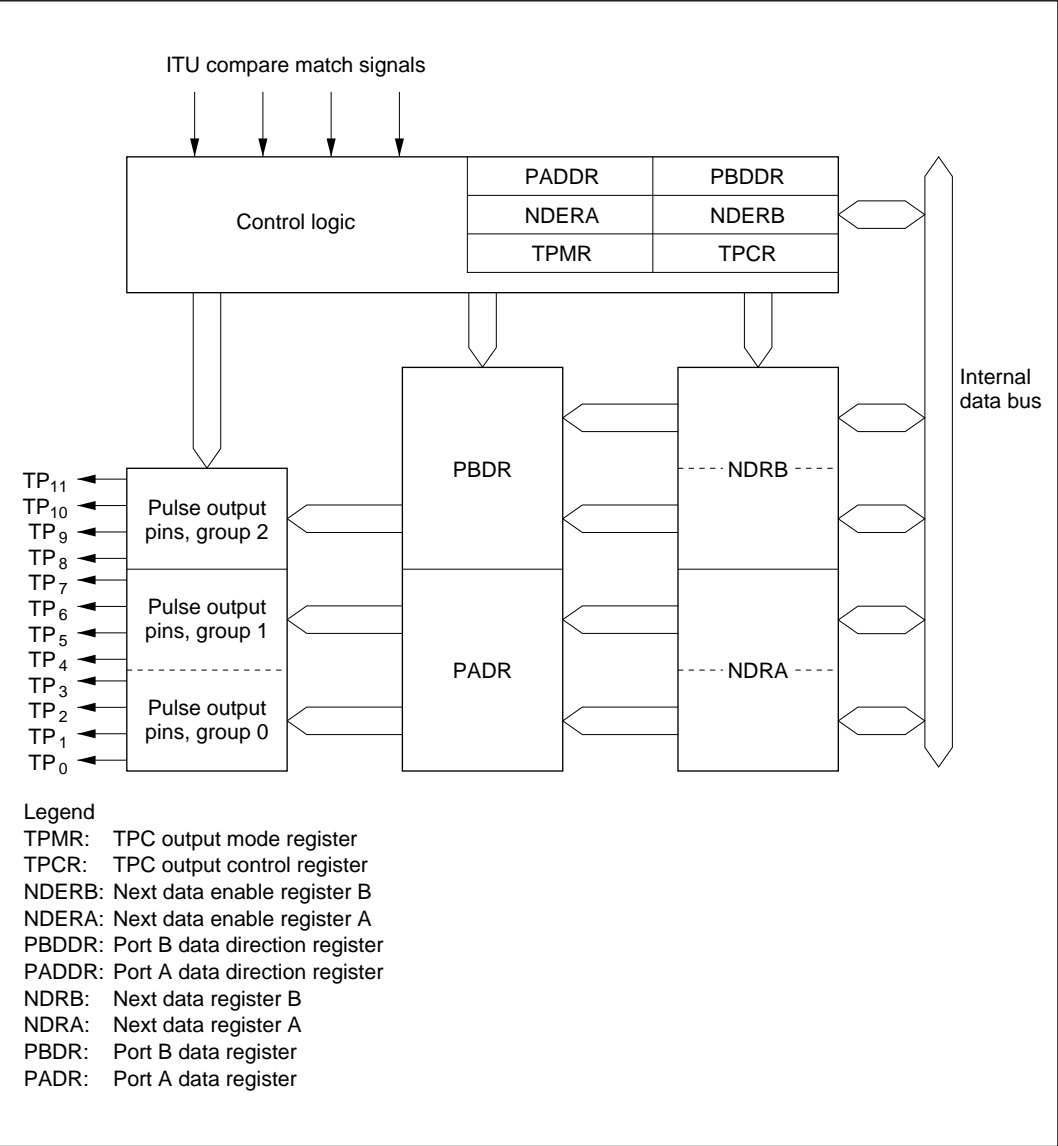 ITU compare match signals
PADDR PBDDR
Control logic NDERA NDERB
TPMR TPCR
Internal
data bus
PBDR NDRB
TP11
TP10
TP9
TP8
Pulse output
pins, group 2
TP7
TP6
TP5
TP4
Pulse output
pins, group 1
PADR NDRA
TP3
TP2
TP1
TP0
Pulse output
pins, group 0
Legend
TPMR: TPC output mode register
TPCR: TPC output control register
NDERB: Next data enable register B
NDERA: Next data enable register A
PBDDR: Port B data direction register
PADDR: Port A data direction register
NDRB: Next data register B
NDRA: Next data register A
PBDR: Port B data register
PADR: Port A data register